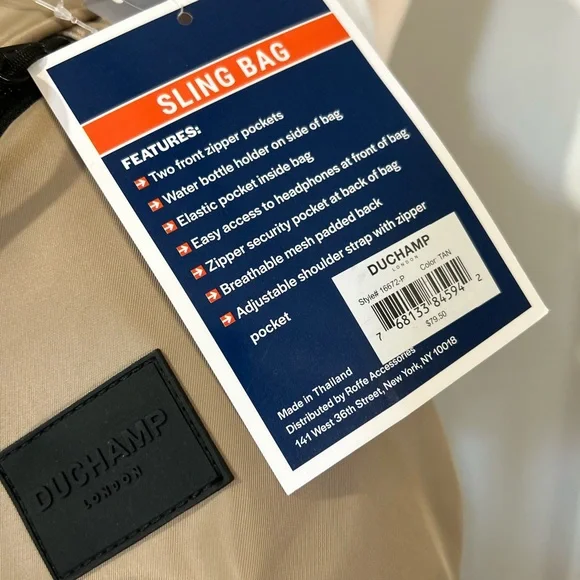 SLING BAG
FEATURES:
Two front zipper pockets
Water bottle holder on side of bag
Elastic pocket inside bag
Easy access to headphones at front of bag
Zipper security pocket at back of bag
Breathable mesh padded back
Adjustable shoulder strap with zipper
pocket
DUCHAMP
LONDON
Style# 16672-P Color: TAN
7 68133 84594 2
$79.50
Made in Thailand
Distributed by Roffe Accessories
141 West 36th Street, New York, NY 10018
DUCHAMP
LONDON